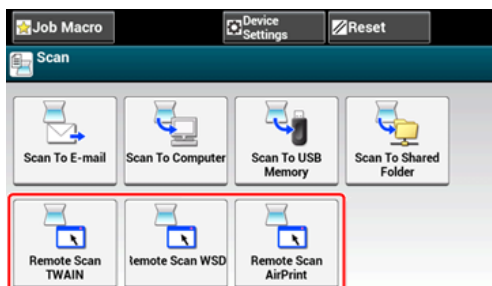 Job Macro
Device
Settings
Reset
Scan
Scan To E-mail
Scan To Computer
Scan To USB
Memory
Scan To Shared
Folder
Remote Scan
TWAIN
emote Scan WSD
Remote Scan
AirPrint